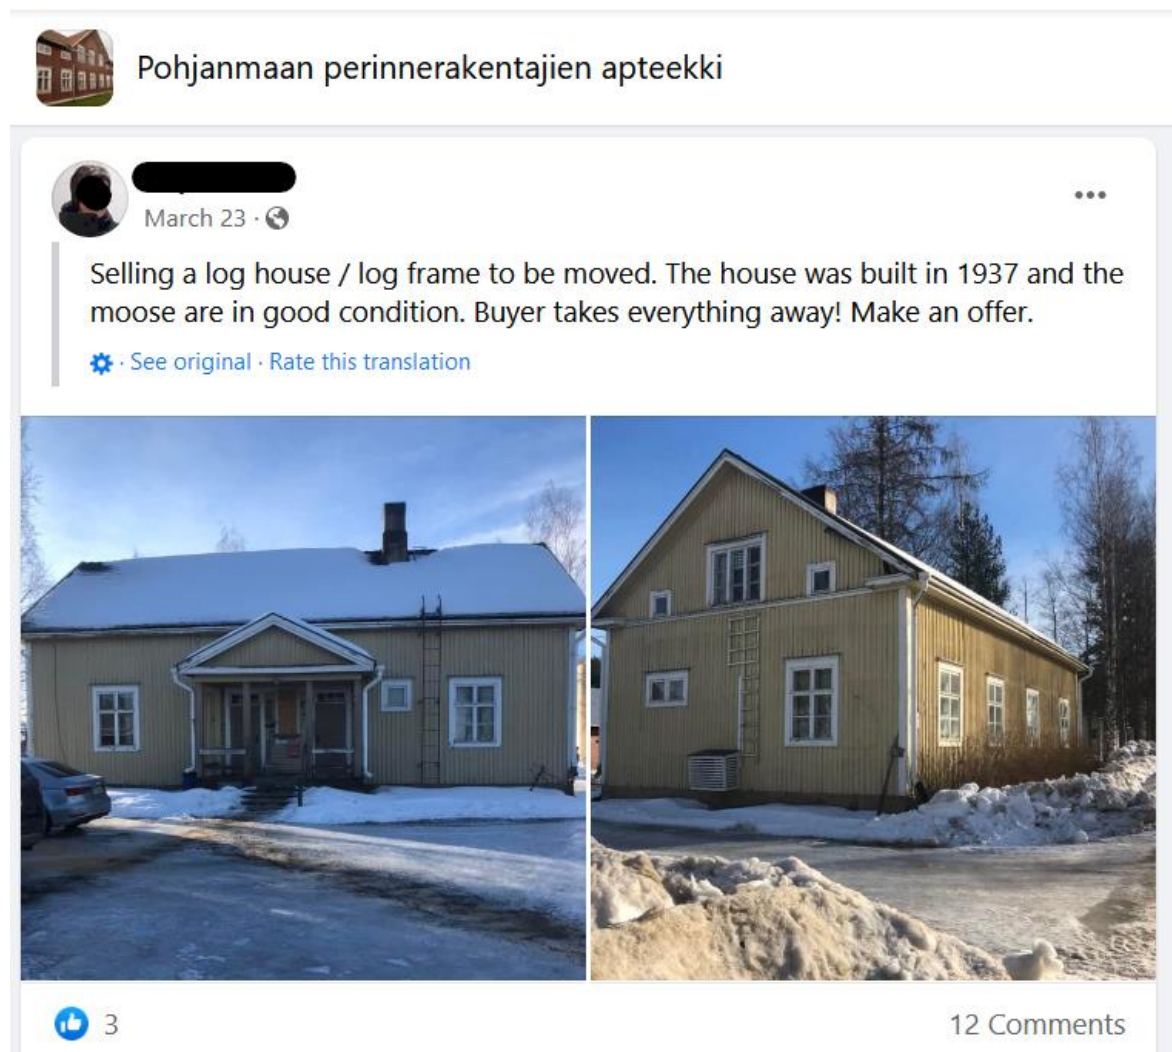 Pohjanmaan perinnerakentajien apteekki
March 23 ·
Selling a log house / log frame to be moved. The house was built in 1937 and the
moose are in good condition. Buyer takes everything away! Make an offer.
· See original · Rate this translation
3
12 Comments